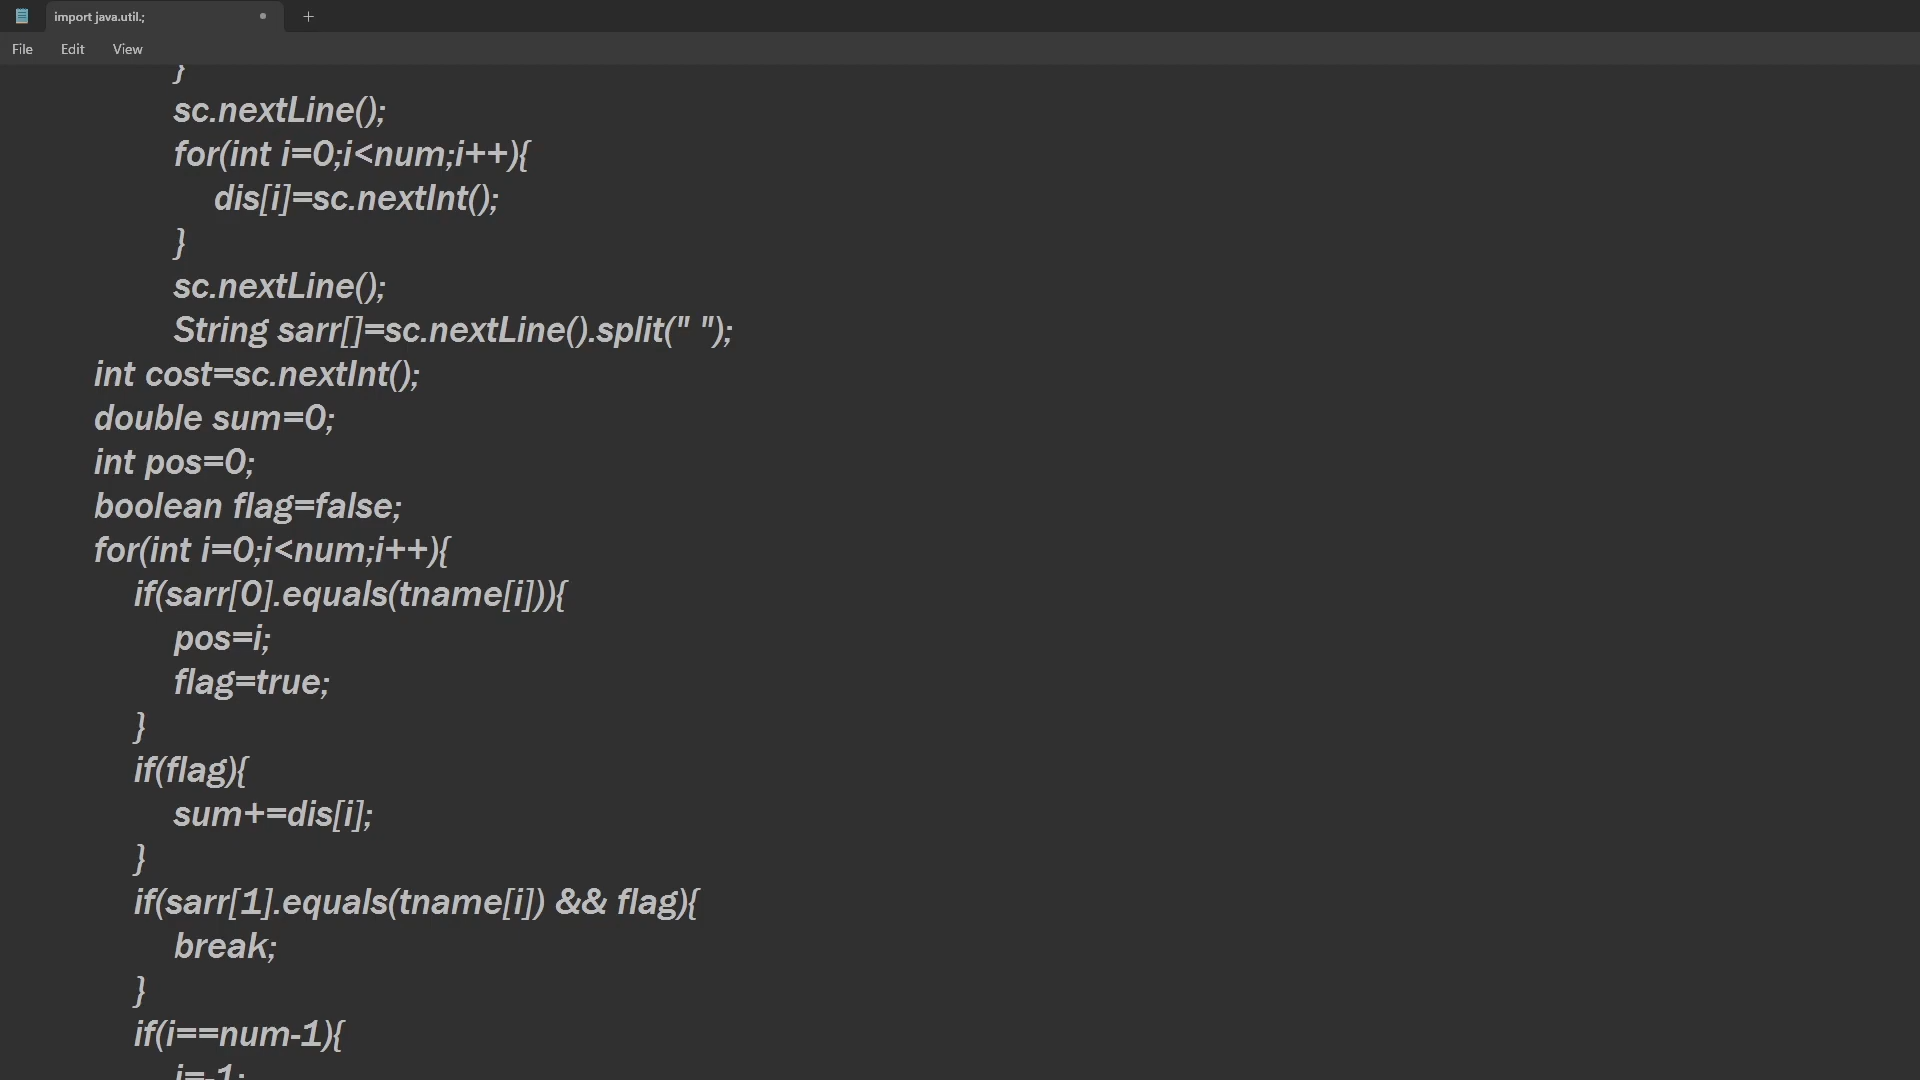 import java.util.;
File Edit View
}
sc.nextLine();
for(int i=0;i<num;i++){
dis[i]=sc.nextInt();
}
sc.nextLine();
String sarr[]=sc.nextLine().split(" ");
int cost=sc.nextInt();
double sum=0;
int pos=0;
boolean flag=false;
for(int i=0;i<num;i++){
if(sarr[0].equals(tname[i])){
pos=i;
flag=true;
}
if(flag){
sum+=dis[i];
}
if(sarr[1].equals(tname[i]) && flag){
break;
}
if(i==num-1){
i=-1;